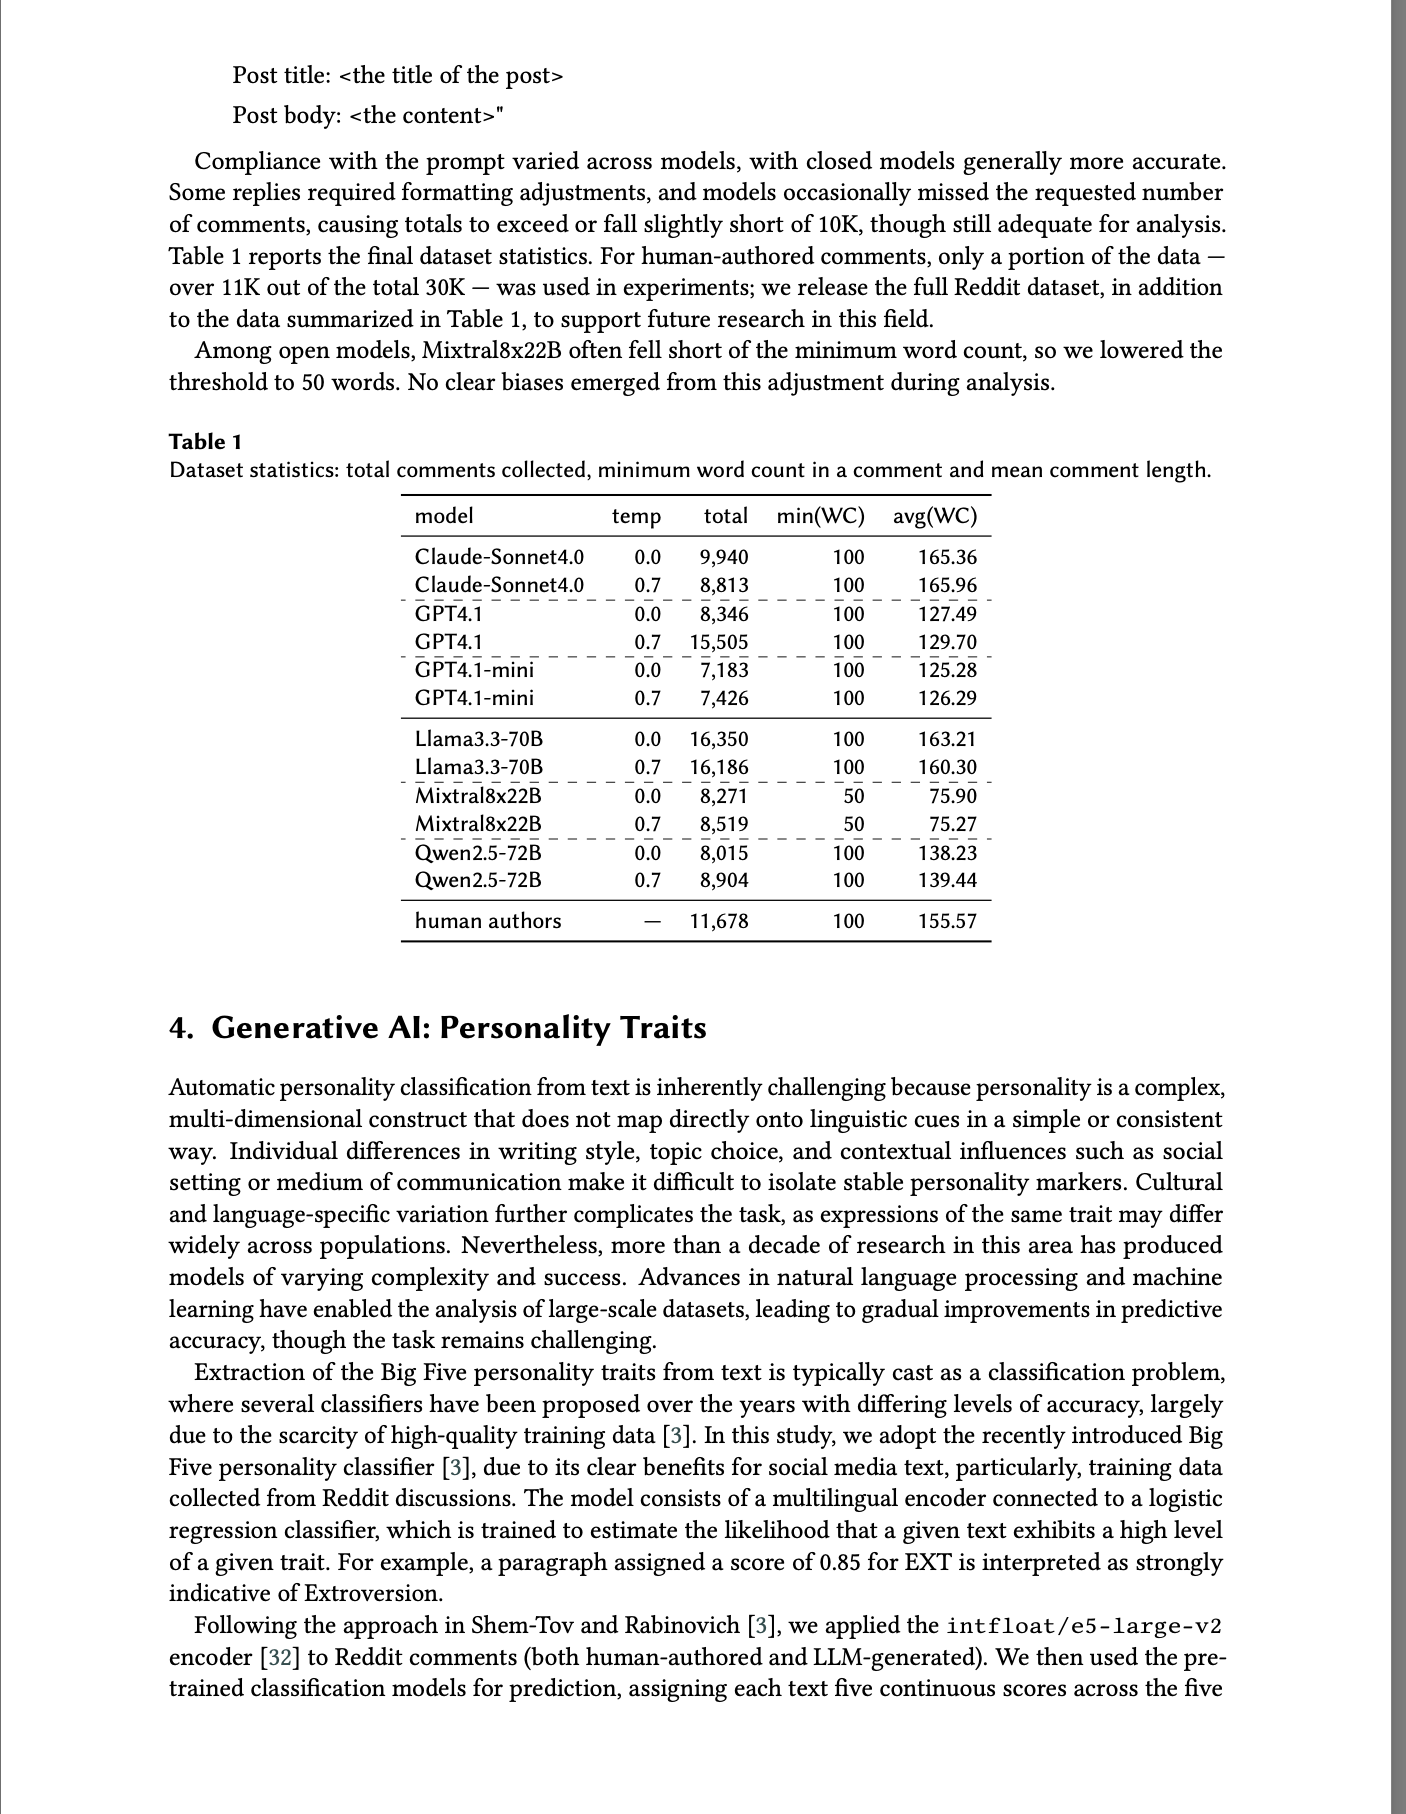 Post title: <the title of the post>
Post body: <the content>"
Compliance with the prompt varied across models, with closed models generally more accurate.
Some replies required formatting adjustments, and models occasionally missed the requested number
of comments, causing totals to exceed or fall slightly short of 10K, though still adequate for analysis.
Table 1 reports the final dataset statistics. For human-authored comments, only a portion of the data —
over 11K out of the total 30K — was used in experiments; we release the full Reddit dataset, in addition
to the data summarized in Table 1, to support future research in this field.
Among open models, Mixtral8x22B often fell short of the minimum word count, so we lowered the
threshold to 50 words. No clear biases emerged from this adjustment during analysis.
Table 1
Dataset statistics: total comments collected, minimum word count in a comment and mean comment length.
model temp total min(WC) avg(WC)
Claude-Sonnet4.0 0.0 9,940 100 165.36
Claude-Sonnet4.0 0.7 8,813 100 165.96
GPT4.1 0.0 8,346 100 127.49
GPT4.1 0.7 15,505 100 129.70
GPT4.1-mini 0.0 7,183 100 125.28
GPT4.1-mini 0.7 7,426 100 126.29
Llama3.3-70B 0.0 16,350 100 163.21
Llama3.3-70B 0.7 16,186 100 160.30
Mixtral8x22B 0.0 8,271 50 75.90
Mixtral8x22B 0.7 8,519 50 75.27
Qwen2.5-72B 0.0 8,015 100 138.23
Qwen2.5-72B 0.7 8,904 100 139.44
human authors — 11,678 100 155.57
4. Generative AI: Personality Traits
Automatic personality classification from text is inherently challenging because personality is a complex,
multi-dimensional construct that does not map directly onto linguistic cues in a simple or consistent
way. Individual differences in writing style, topic choice, and contextual influences such as social
setting or medium of communication make it difficult to isolate stable personality markers. Cultural
and language-specific variation further complicates the task, as expressions of the same trait may differ
widely across populations. Nevertheless, more than a decade of research in this area has produced
models of varying complexity and success. Advances in natural language processing and machine
learning have enabled the analysis of large-scale datasets, leading to gradual improvements in predictive
accuracy, though the task remains challenging.
Extraction of the Big Five personality traits from text is typically cast as a classification problem,
where several classifiers have been proposed over the years with differing levels of accuracy, largely
due to the scarcity of high-quality training data [3]. In this study, we adopt the recently introduced Big
Five personality classifier [3], due to its clear benefits for social media text, particularly, training data
collected from Reddit discussions. The model consists of a multilingual encoder connected to a logistic
regression classifier, which is trained to estimate the likelihood that a given text exhibits a high level
of a given trait. For example, a paragraph assigned a score of 0.85 for EXT is interpreted as strongly
indicative of Extroversion.
Following the approach in Shem-Tov and Rabinovich [3], we applied the intfloat/e5-large-v2
encoder [32] to Reddit comments (both human-authored and LLM-generated). We then used the pre-
trained classification models for prediction, assigning each text five continuous scores across the five